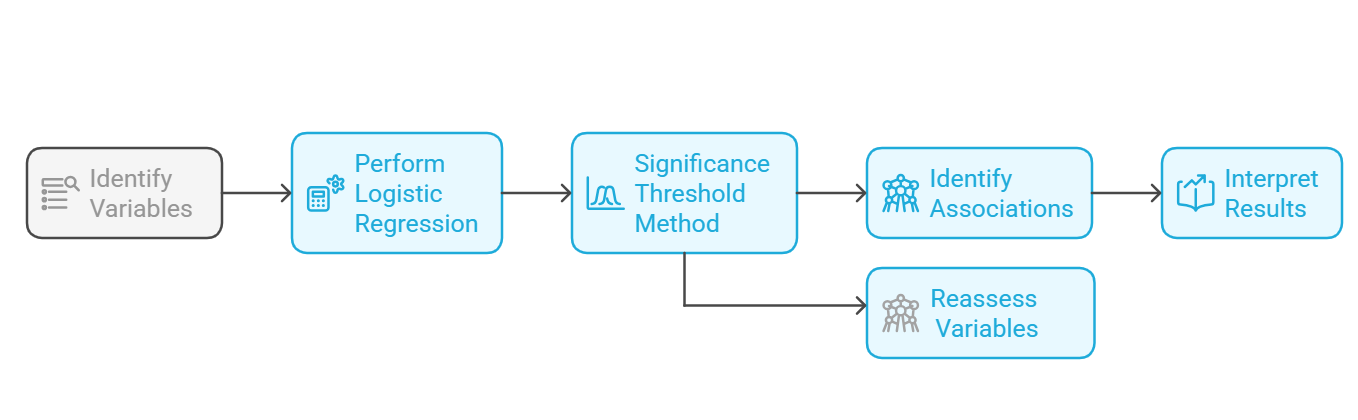 Identify
Variables
Perform
Logistic
Regression
Significance
Threshold
Method
Identify
Associations
Interpret
Results
Reassess
Variables